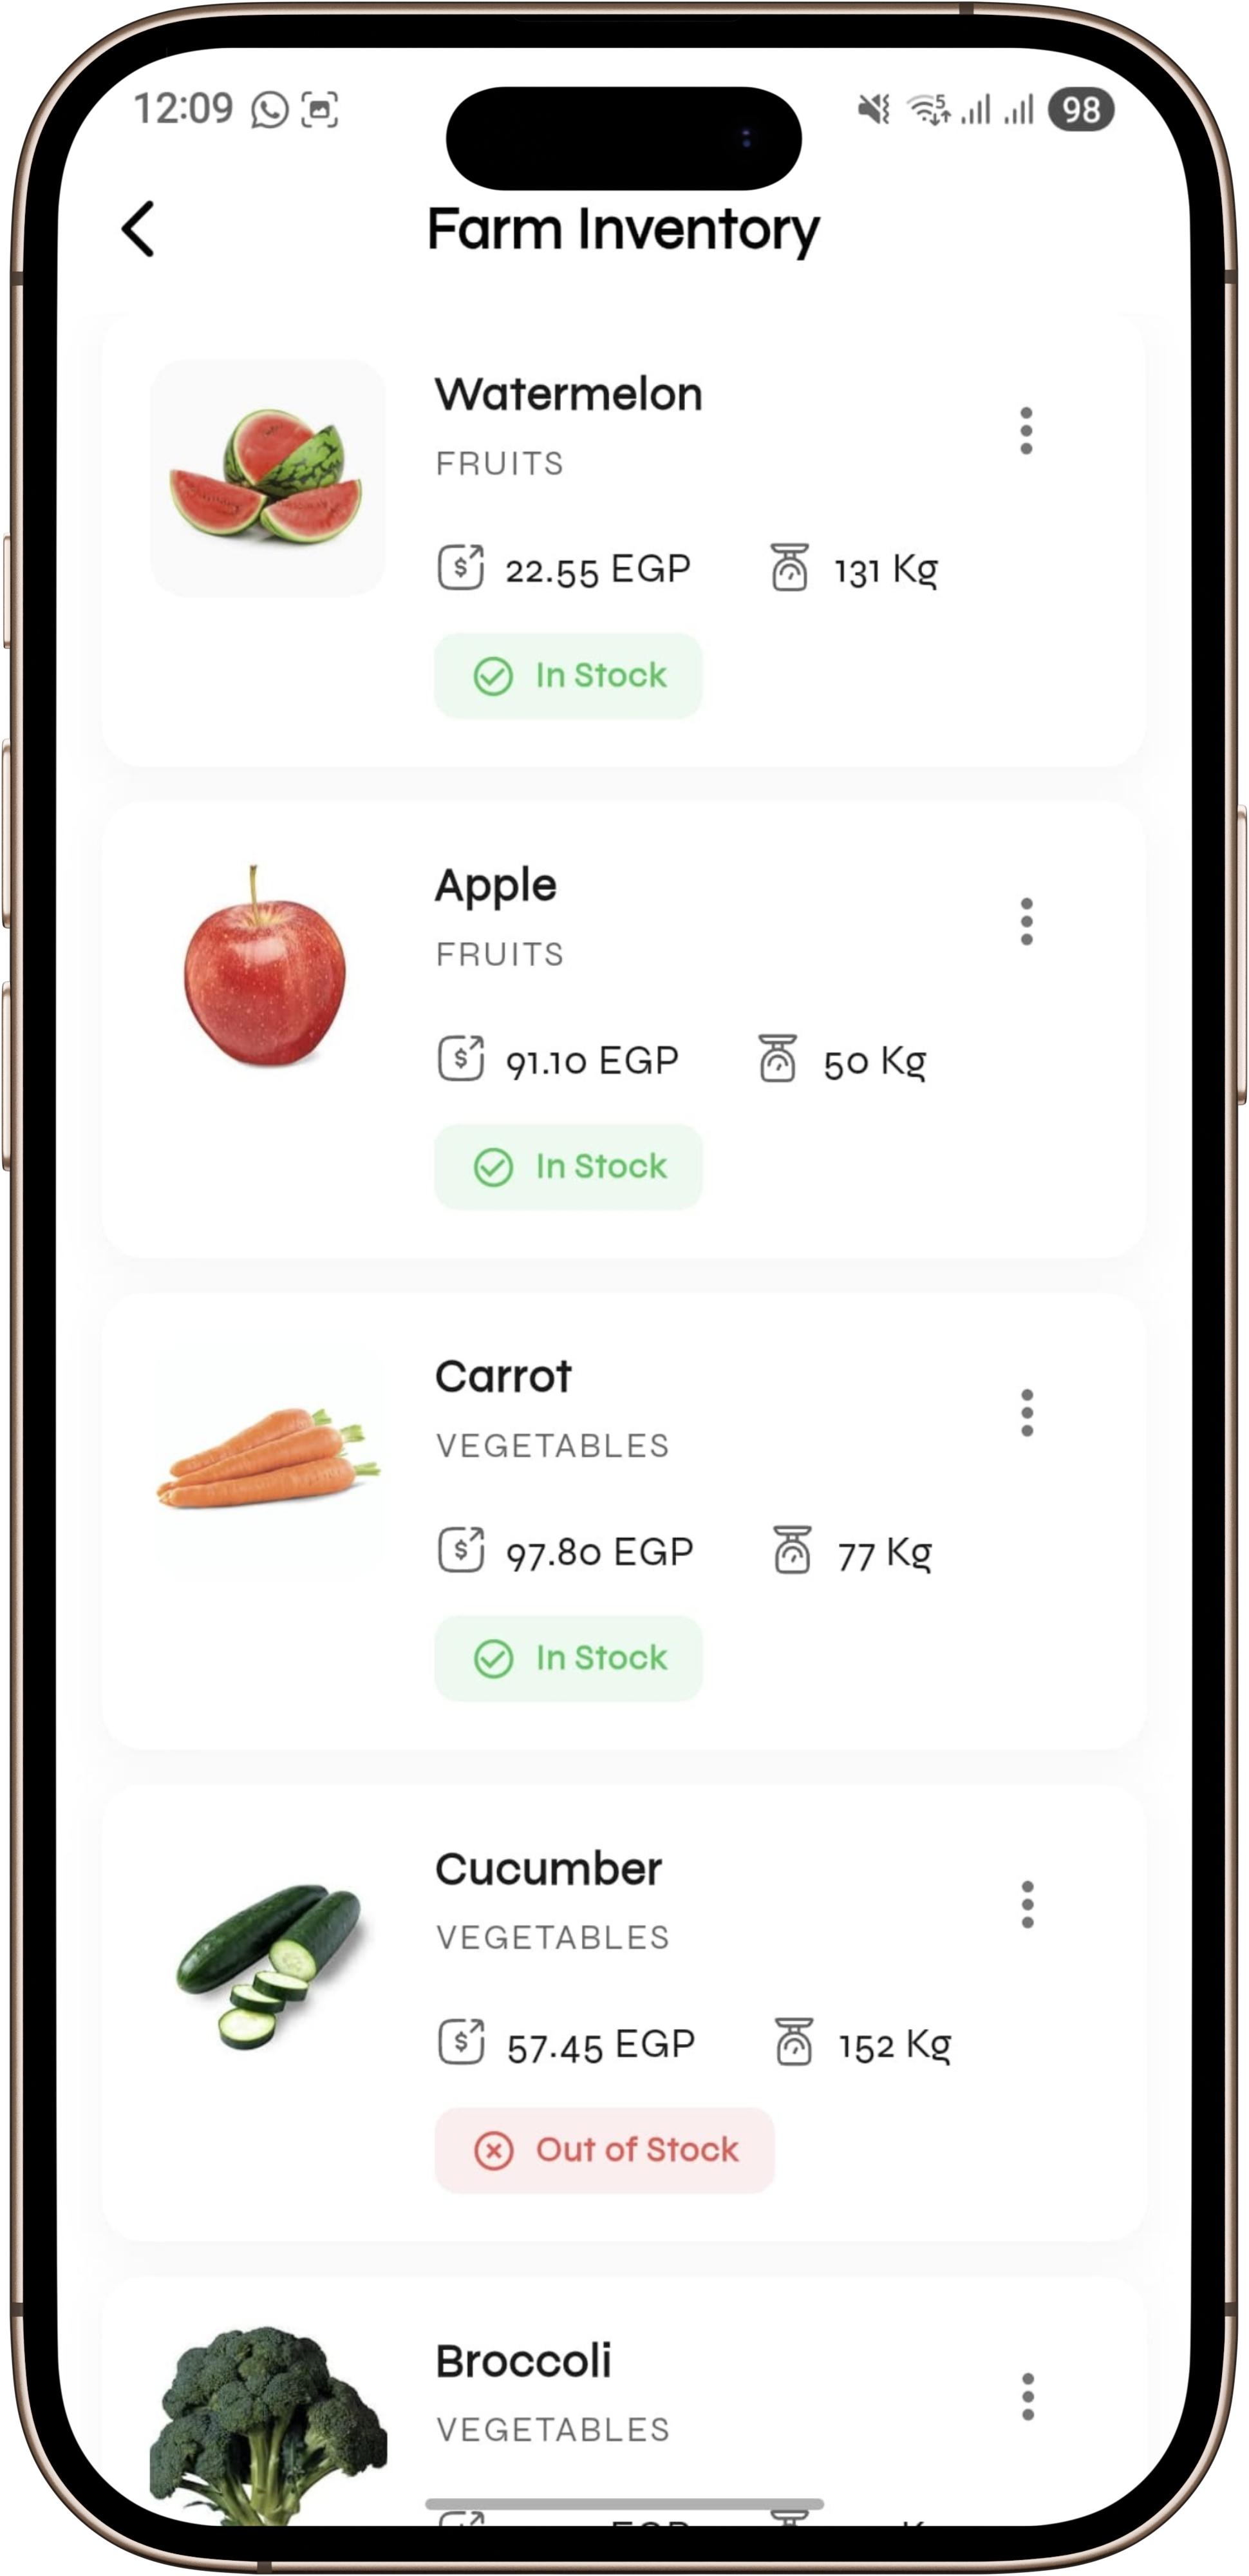 12:09
5
98
Farm Inventory
Watermelon
FRUITS
$ 22.55 EGP 131 Kg
In Stock
Apple
FRUITS
$ 91.10 EGP 50 Kg
In Stock
Carrot
VEGETABLES
$ 97.80 EGP 77 Kg
In Stock
Cucumber
VEGETABLES
$ 57.45 EGP 152 Kg
Out of Stock
Broccoli
VEGETABLES
EGP